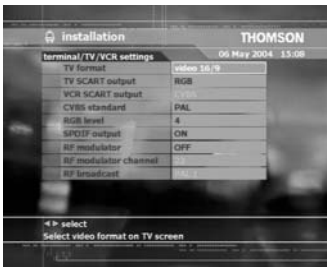 installation THOMSON
terminal/TV/VCR settings 06 May 2004 15:08
TV format video 16/9
TV SCART output RGB
VCR SCART output CVBS
CVBS standard PAL
RGB level 4
SPDIF output ON
RF modulator OFF
RF modulator channel
RF broadcast
◄► select
Select video format on TV screen